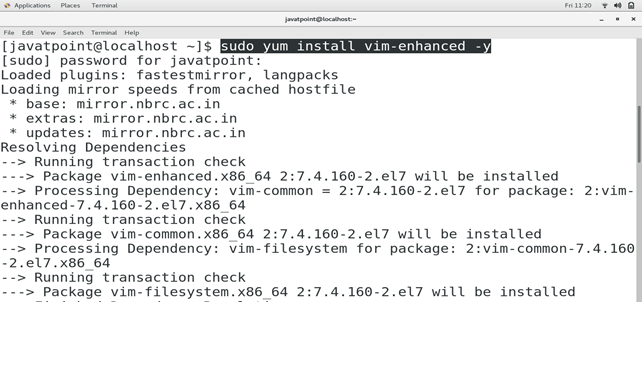 Applications Places Terminal Fri 11:20
javatpoint@localhost:~
File Edit View Search Terminal Help
[javatpoint@localhost ~]$ sudo yum install vim-enhanced -y
[sudo] password for javatpoint:
Loaded plugins: fastestmirror, langpacks
Loading mirror speeds from cached hostfile
 * base: mirror.nbrc.ac.in
 * extras: mirror.nbrc.ac.in
 * updates: mirror.nbrc.ac.in
Resolving Dependencies
--> Running transaction check
---> Package vim-enhanced.x86_64 2:7.4.160-2.el7 will be installed
--> Processing Dependency: vim-common = 2:7.4.160-2.el7 for package: 2:vim-
enhanced-7.4.160-2.el7.x86_64
--> Running transaction check
---> Package vim-common.x86_64 2:7.4.160-2.el7 will be installed
--> Processing Dependency: vim-filesystem for package: 2:vim-common-7.4.160
-2.el7.x86_64
--> Running transaction check
---> Package vim-filesystem.x86_64 2:7.4.160-2.el7 will be installed